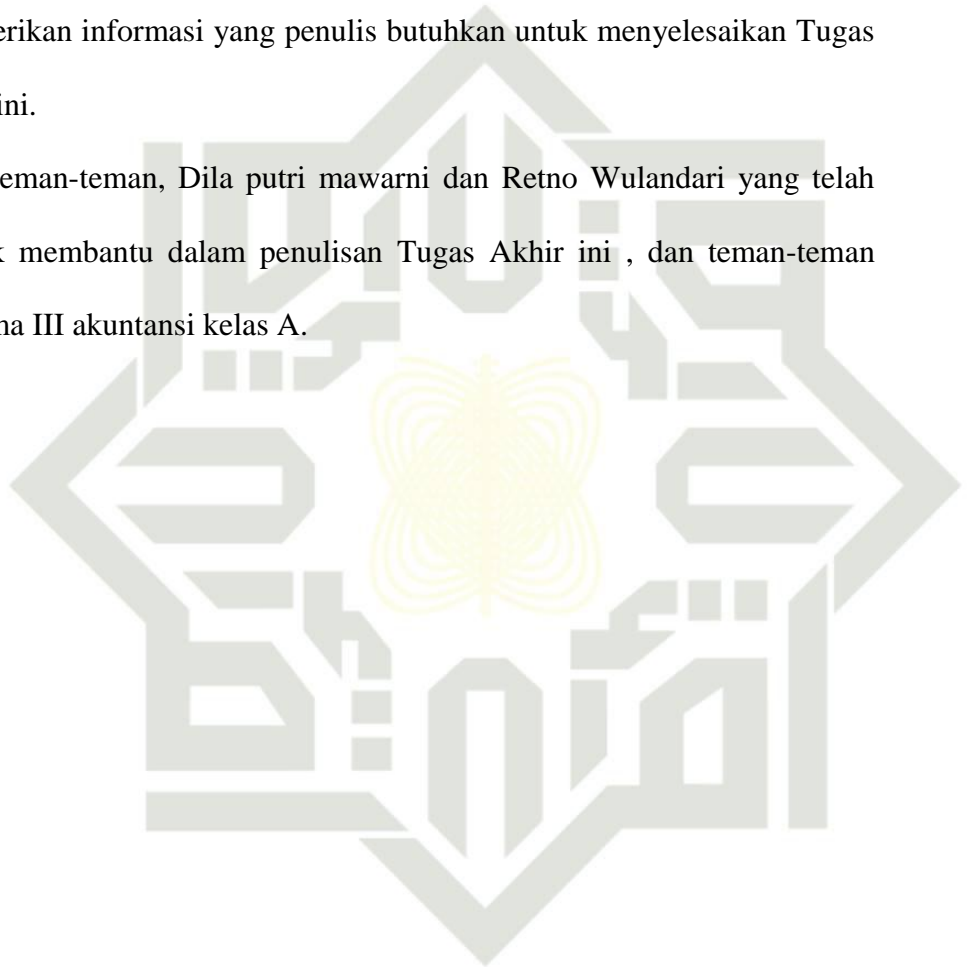 erikan informasi yang penulis butuhkan untuk menyelesaikan Tugas
ini.
eman-teman, Dila putri mawarni dan Retno Wulandari yang telah
k membantu dalam penulisan Tugas Akhir ini , dan teman-teman
na III akuntansi kelas A.